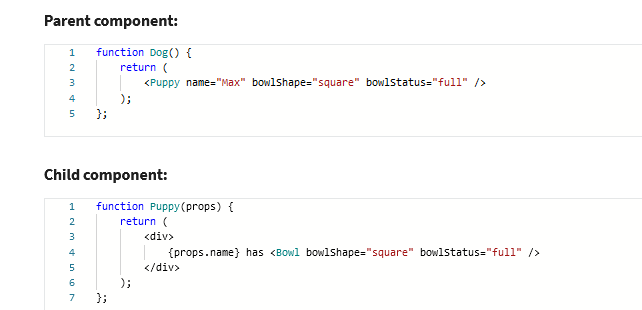 Parent component:
1 function Dog() {
2 return (
3 <Puppy name="Max" bowlShape="square" bowlStatus="full" />
4 );
5 };
Child component:
1 function Puppy(props) {
2 return (
3 <div>
4 {props.name} has <Bowl bowlShape="square" bowlStatus="full" />
5 </div>
6 );
7 };